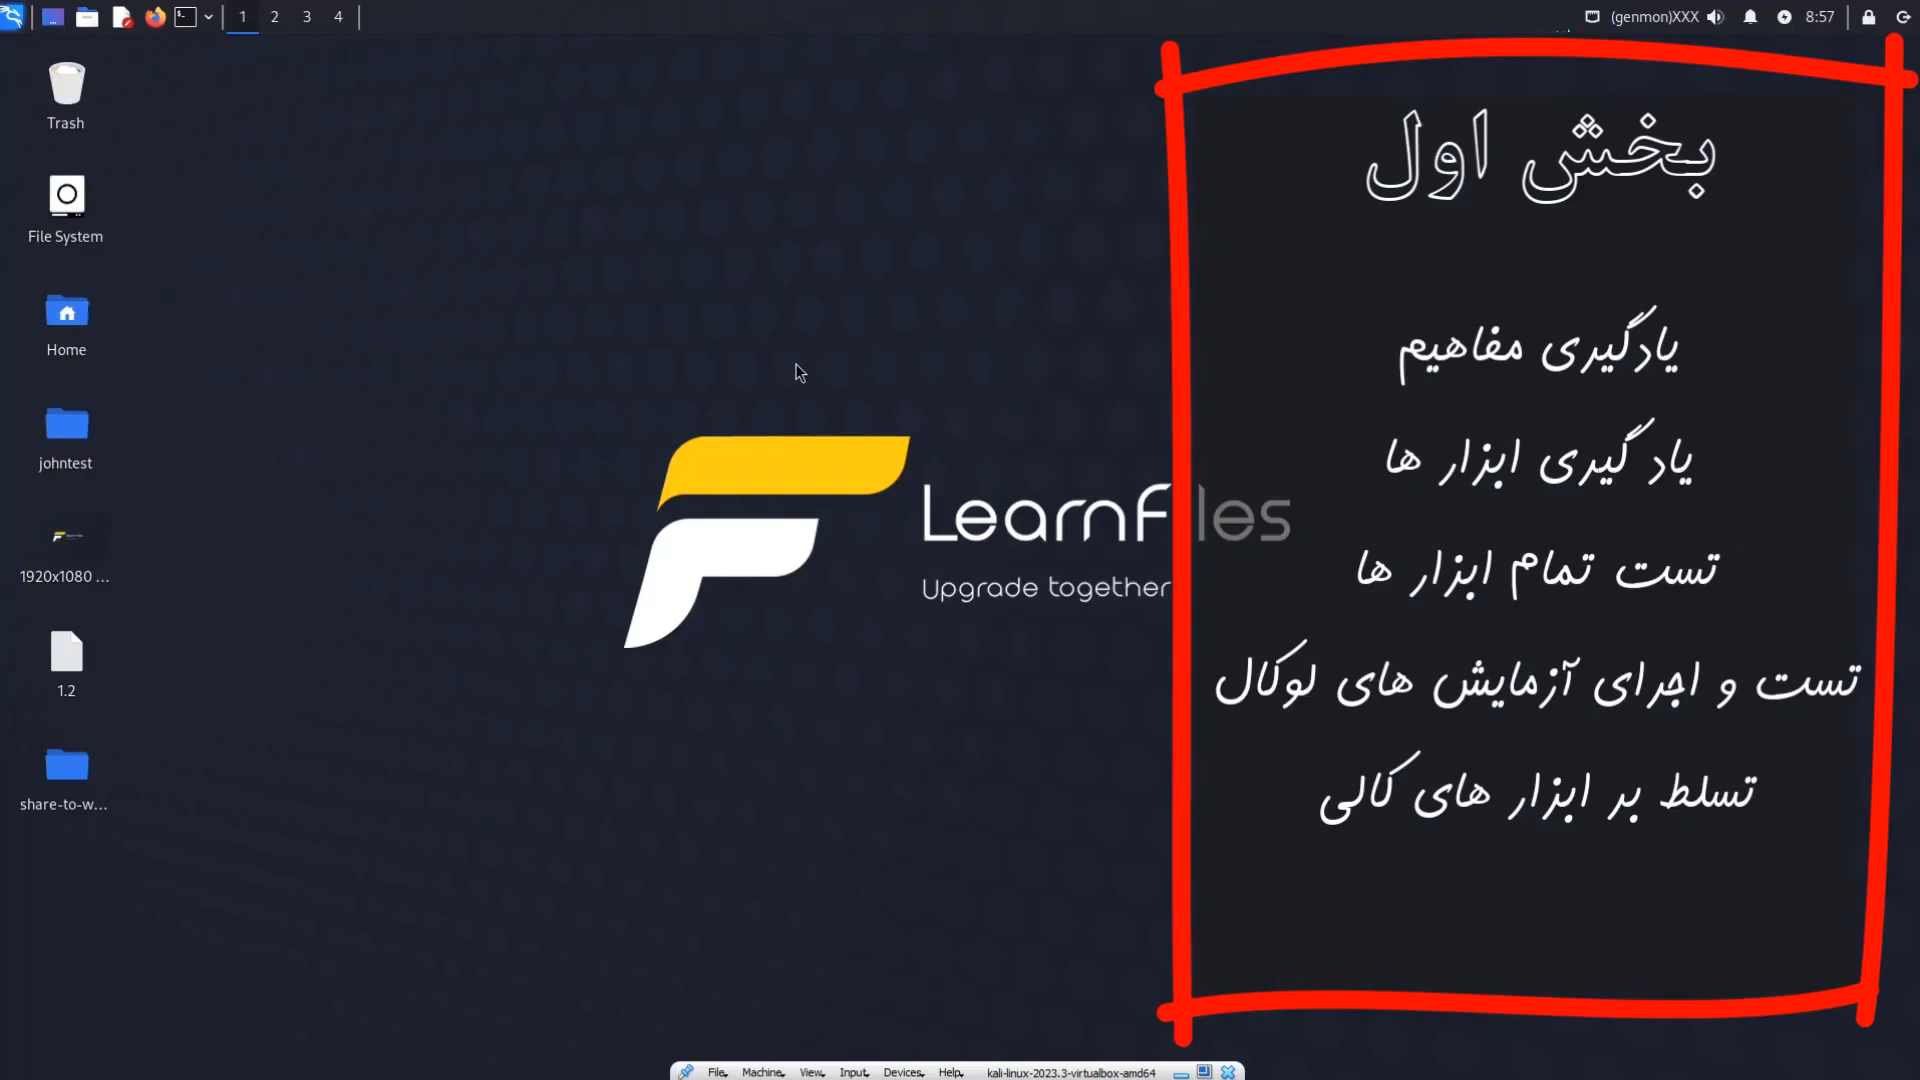 (genmon)XXX 8:57
1 2 3 4
Trash
File System
Home
johntest
1920x1080 ...
1.2
share-to-w...
LearnFiles
Upgrade together
بخش اول
یادگیری مفاهیم
یاد گیری ابزار ها
تست تمام ابزار ها
تست و اجرای آزمایش های لوکال
تسلط بر ابزار های کالی
File Machine View Input Devices Help kali-linux-2023.3-virtualbox-amd64